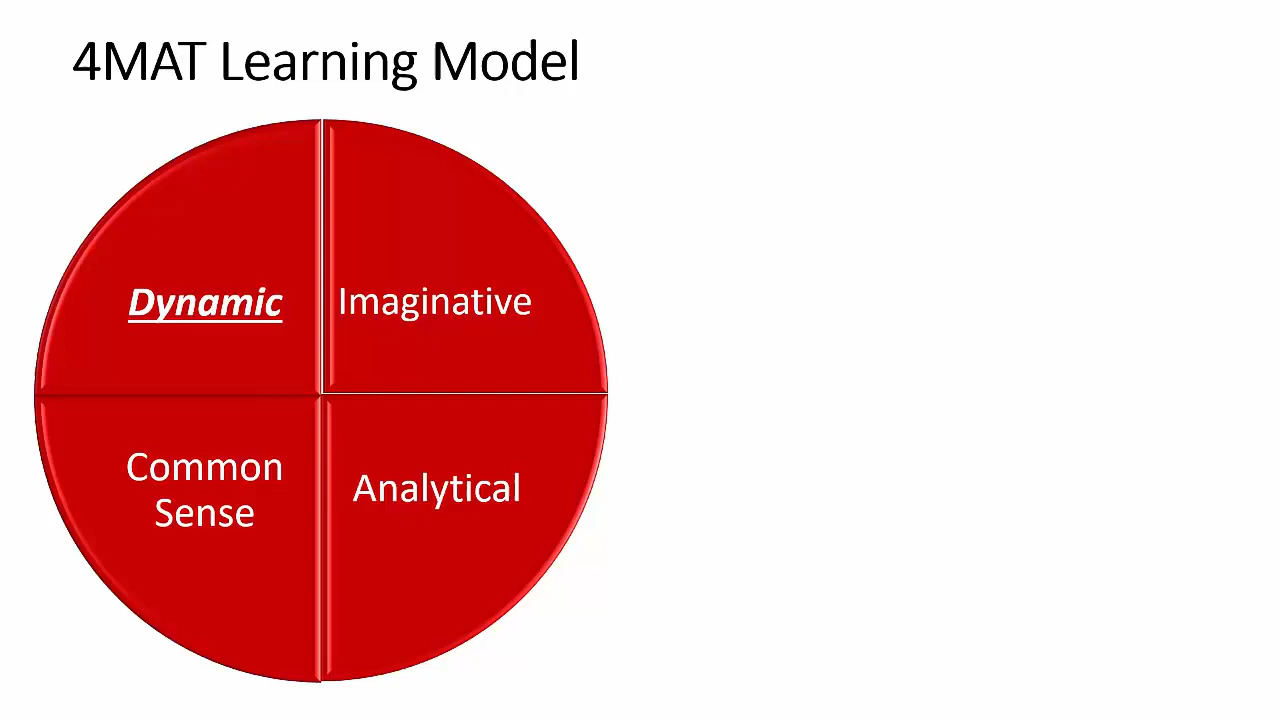 4MAT Learning Model
Dynamic
Imaginative
Common
Sense
Analytical